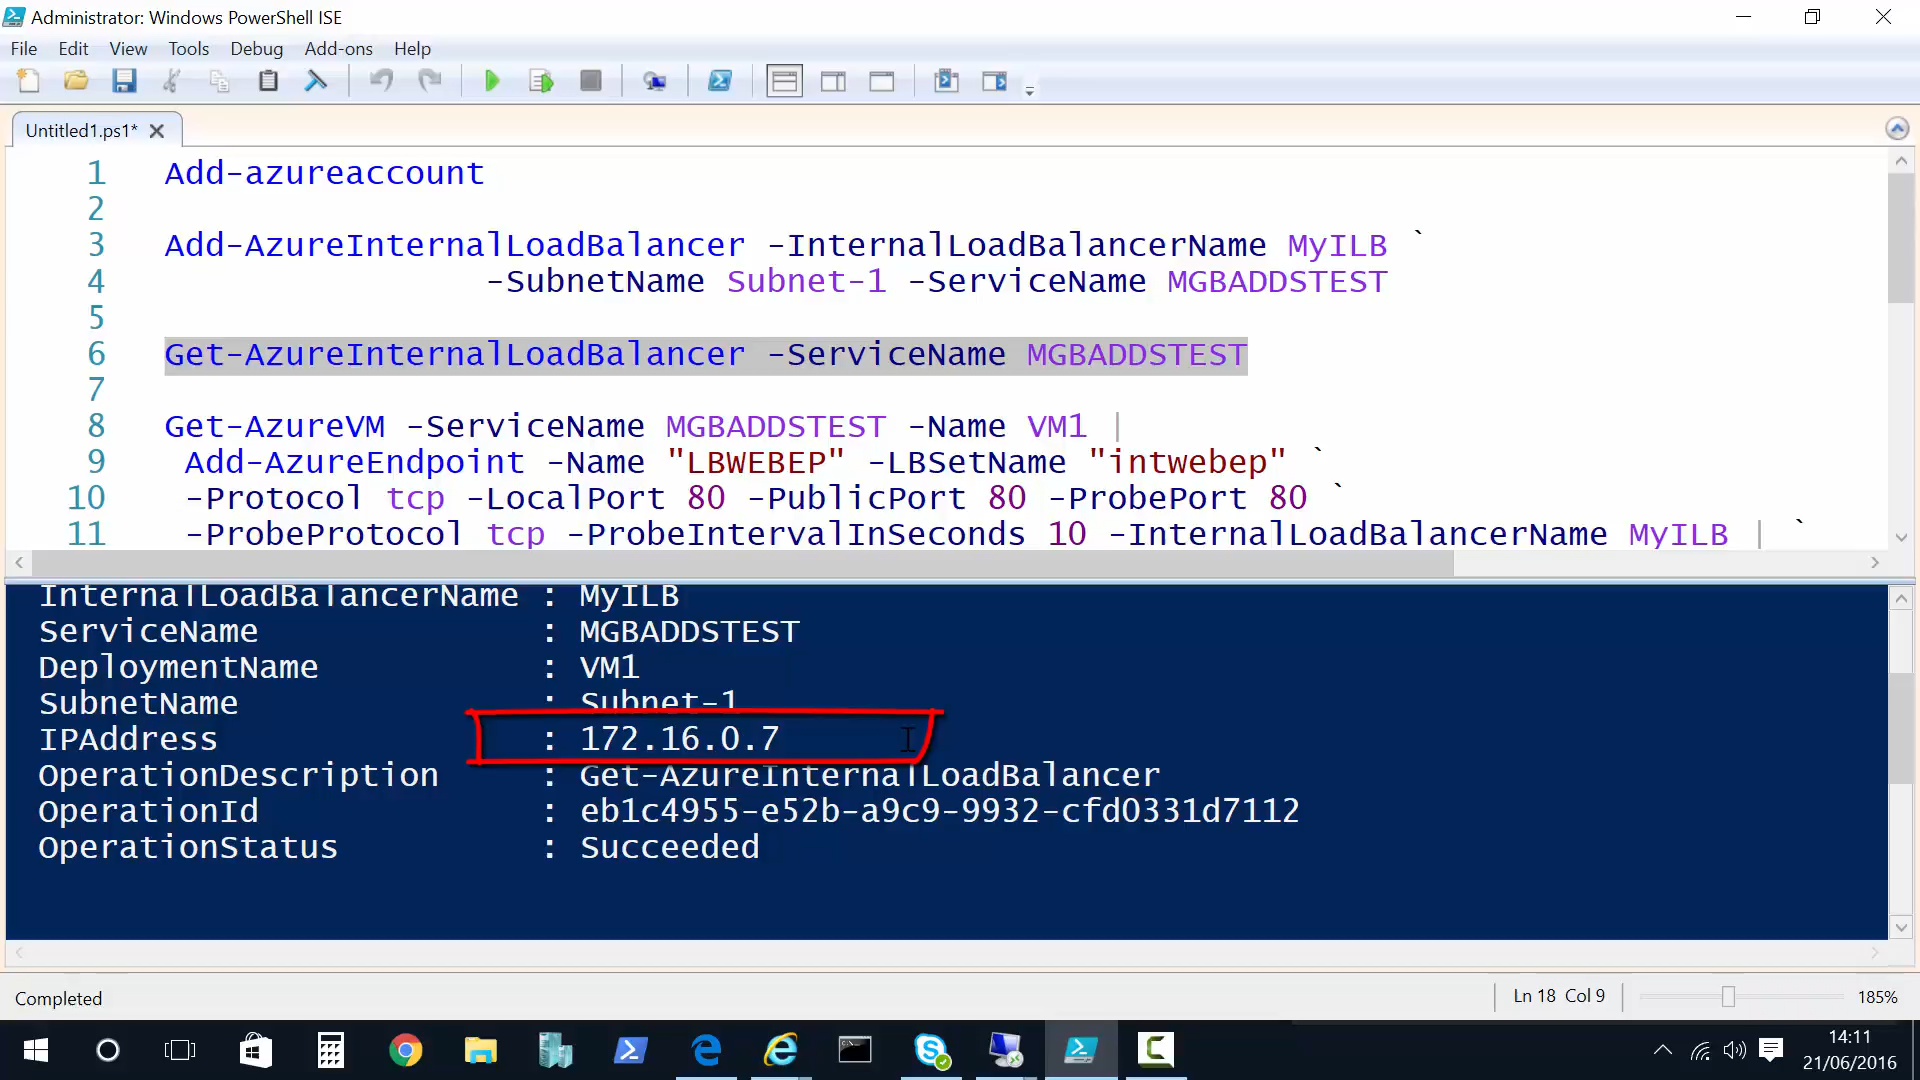 Administrator: Windows PowerShell ISE
File Edit View Tools Debug Add-ons Help
Untitled1.ps1*
1 Add-azureaccount
2
3 Add-AzureInternalLoadBalancer -InternalLoadBalancerName MyILB `
4 -SubnetName Subnet-1 -ServiceName MGBADDSTEST
5
6 Get-AzureInternalLoadBalancer -ServiceName MGBADDSTEST
7
8 Get-AzureVM -ServiceName MGBADDSTEST -Name VM1 |
9 Add-AzureEndpoint -Name "LBWEBEP" -LBSetName "intwebep" `
10 -Protocol tcp -LocalPort 80 -PublicPort 80 -ProbePort 80 `
11 -ProbeProtocol tcp -ProbeIntervalInSeconds 10 -InternalLoadBalancerName MyILB | `
InternalLoadBalancerName : MyILB
ServiceName : MGBADDSTEST
DeploymentName : VM1
SubnetName : Subnet-1
IPAddress : 172.16.0.7
OperationDescription : Get-AzureInternalLoadBalancer
OperationId : eb1c4955-e52b-a9c9-9932-cfd0331d7112
OperationStatus : Succeeded
Completed
Ln 18 Col 9
185%
14:11
21/06/2016